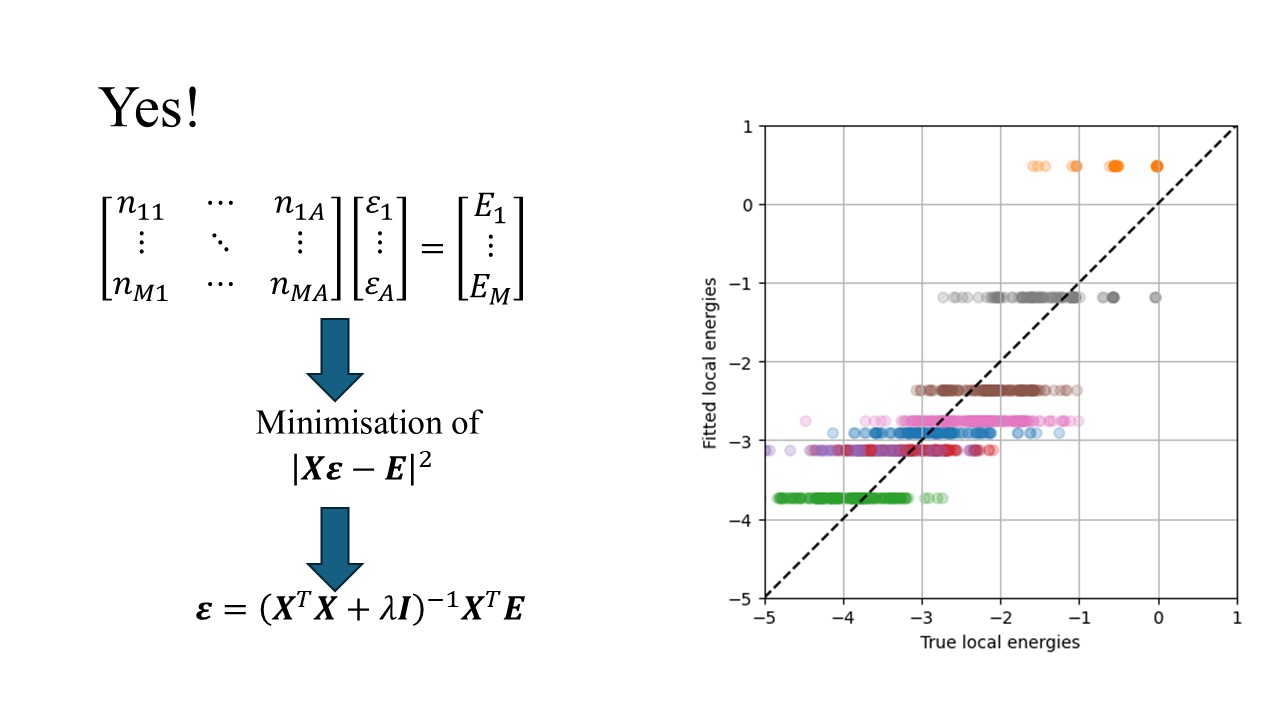 Yes!
[n₁₁ ⋯ n₁A] [ε₁] = [E₁]
[⋮ ⋱ ⋮] [⋮] [⋮]
[nM₁ ⋯ nMA] [εA] [EM]
Minimisation of
|Xε − E|²
ε = (XᵀX + λI)⁻¹XᵀE
Fitted local energies
1
0
−1
−2
−3
−4
−5
−5 −4 −3 −2 −1 0 1
True local energies